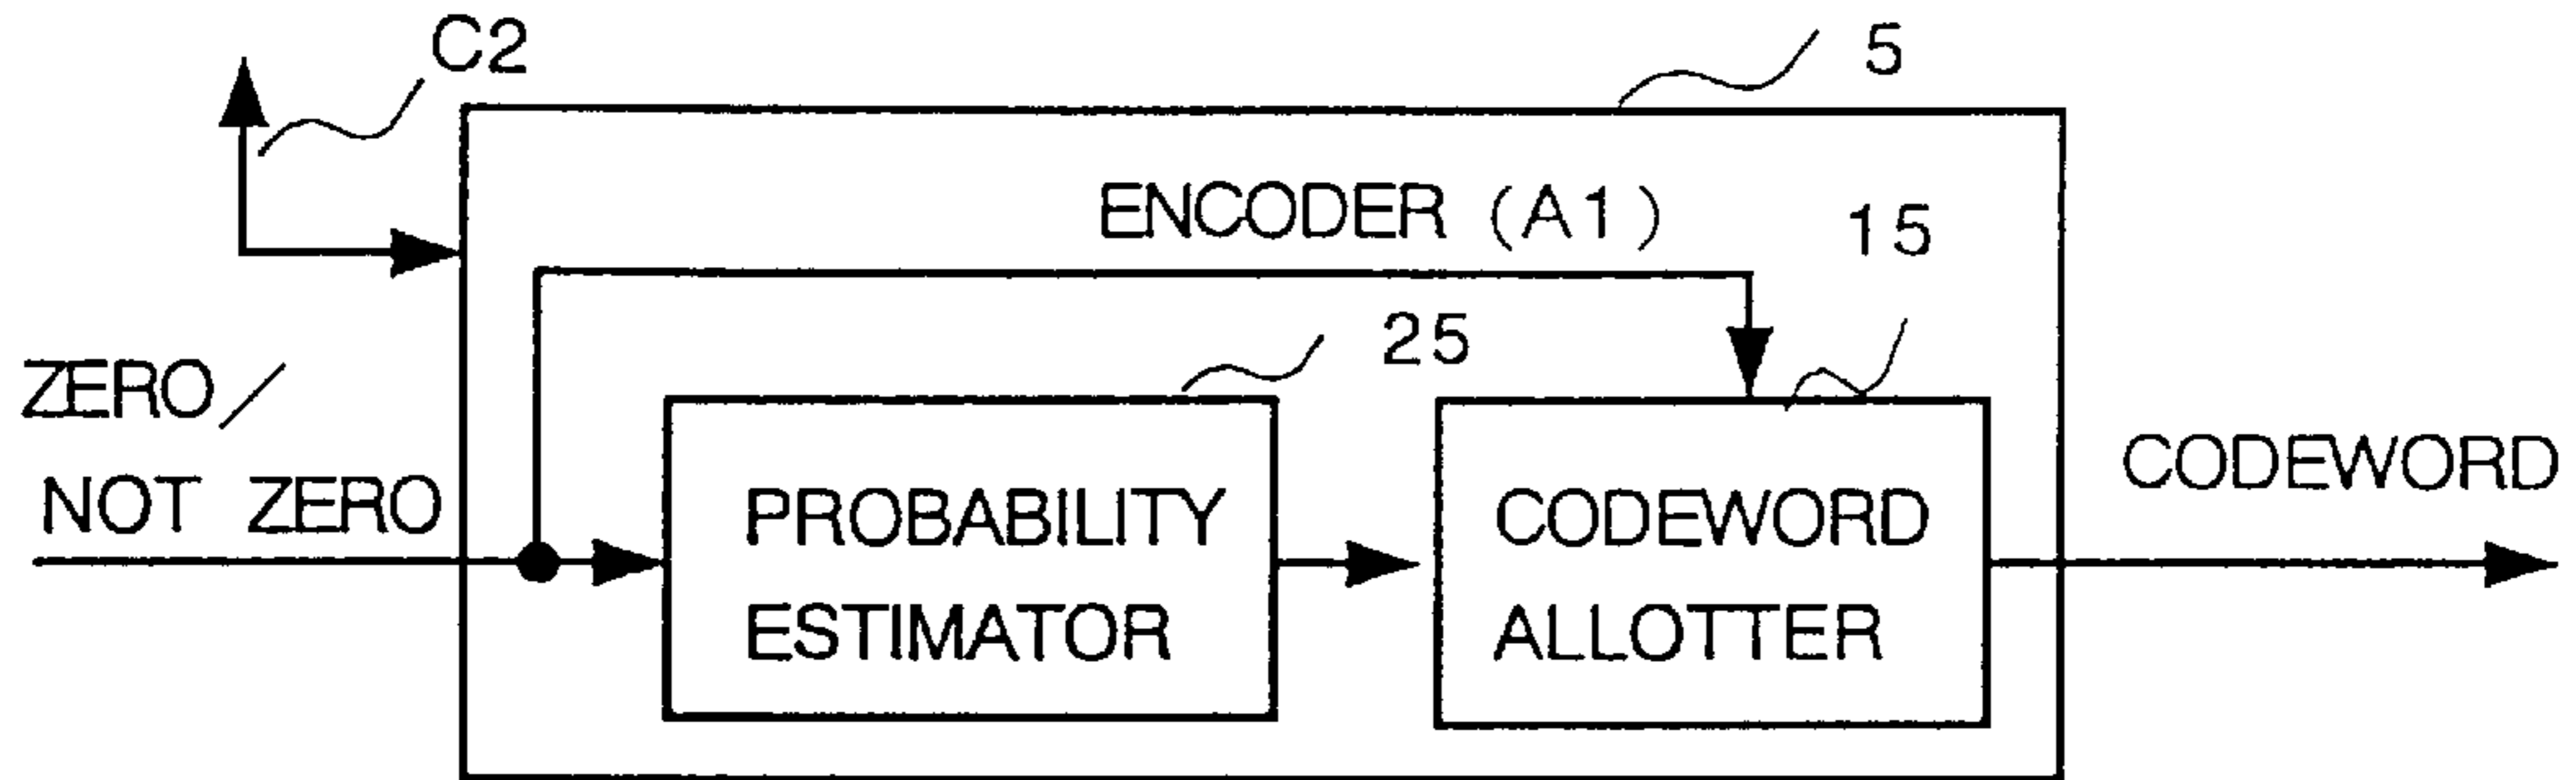 C2
5
ENCODER (A1)
15
25
ZERO/
NOT ZERO
PROBABILITY
ESTIMATOR
CODEWORD
ALLOTTER
CODEWORD